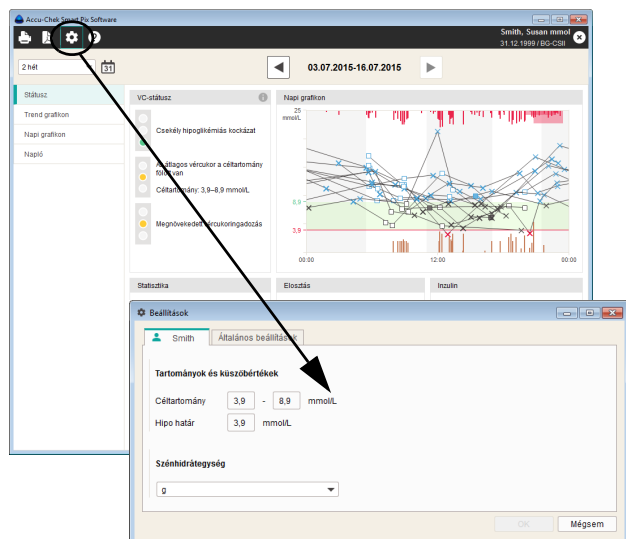 Accu-Chek Smart Pix Software
Smith, Susan mmol
31.12.1999 / BG-CSII
2 hét
31
03.07.2015-16.07.2015
Státusz
Trend grafikon
Napi grafikon
Napló
VC-státusz
Csekély hipoglikémiás kockázat
Az átlagos vércukor a céltartomány
fölött van
Céltartomány: 3,9–8,9 mmol/L
Megnövekedett vércukoringadozás
Napi grafikon
25
mmol/L
8,9
3,9
00:00
12:00
00:00
Statisztika
Eloszlás
Inzulin
Beállítások
Smith
Általános beállítások
Tartományok és küszöbértékek
Céltartomány 3,9 - 8,9 mmol/L
Hipo határ 3,9 mmol/L
Szénhidrátegység
g
OK
Mégsem